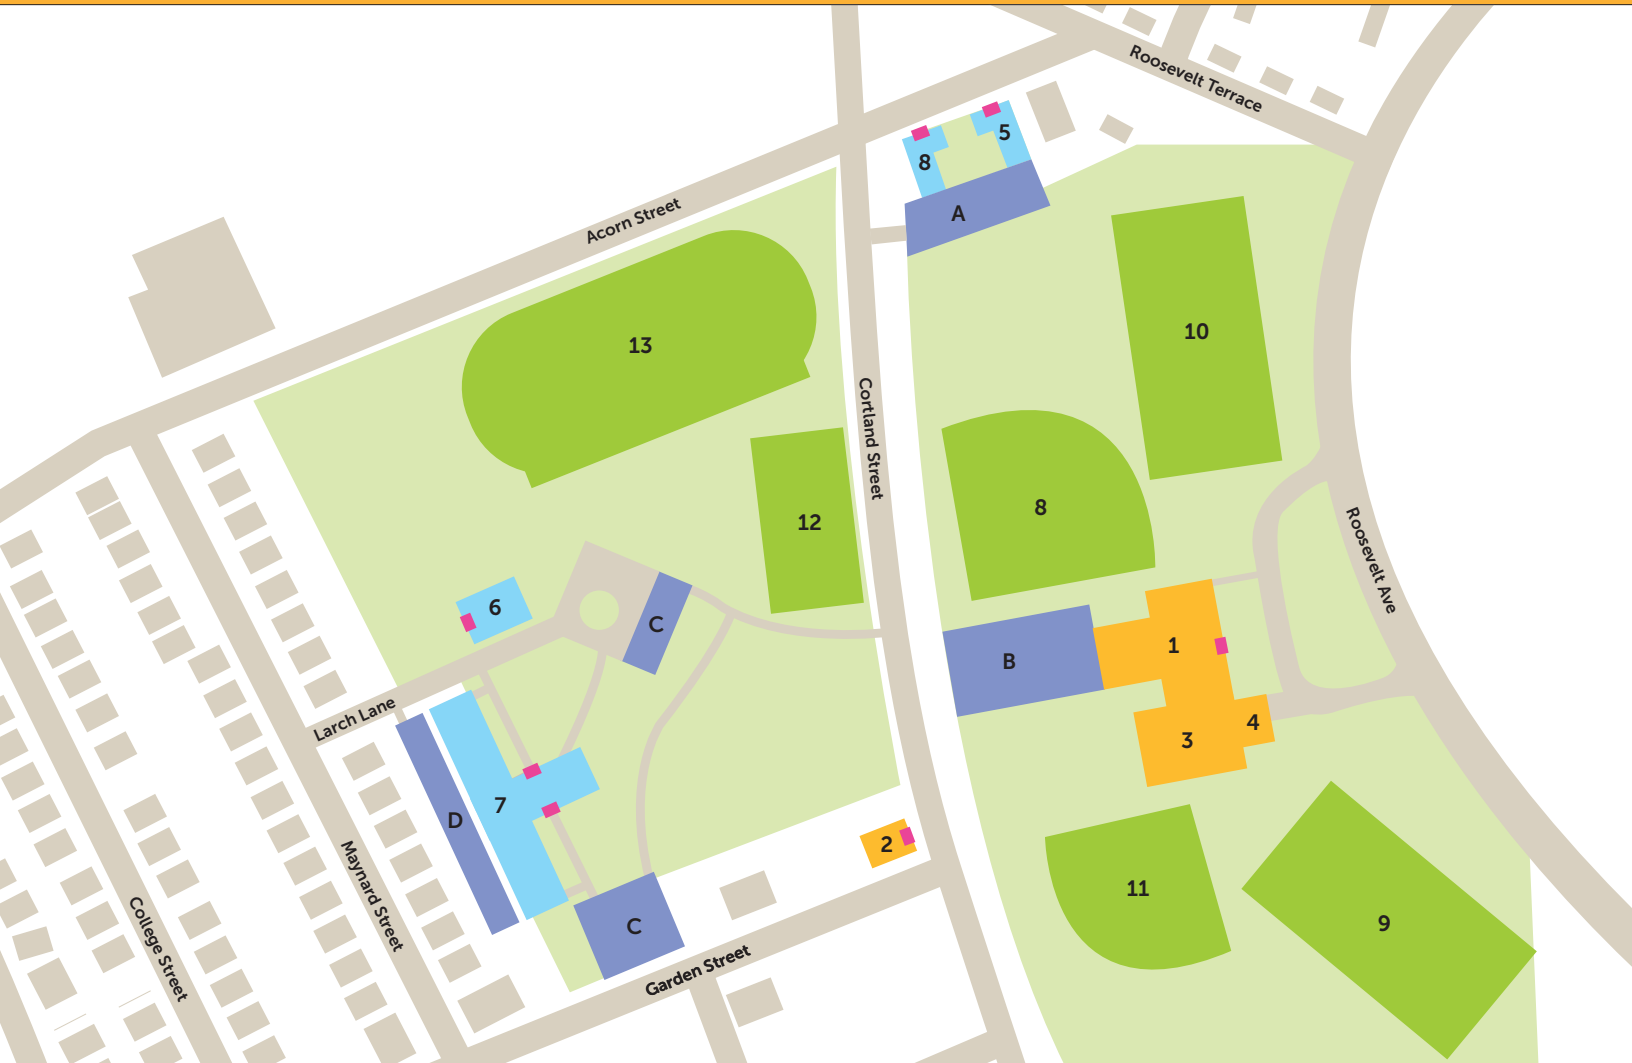 Roosevelt Terrace
5
8
A
Acorn Street
10
13
Cortland Street
8
12
Roosevelt Ave
6
C
1
B
Larch Lane
4
3
7
D
2
Maynard Street
11
College Street
9
C
Garden Street